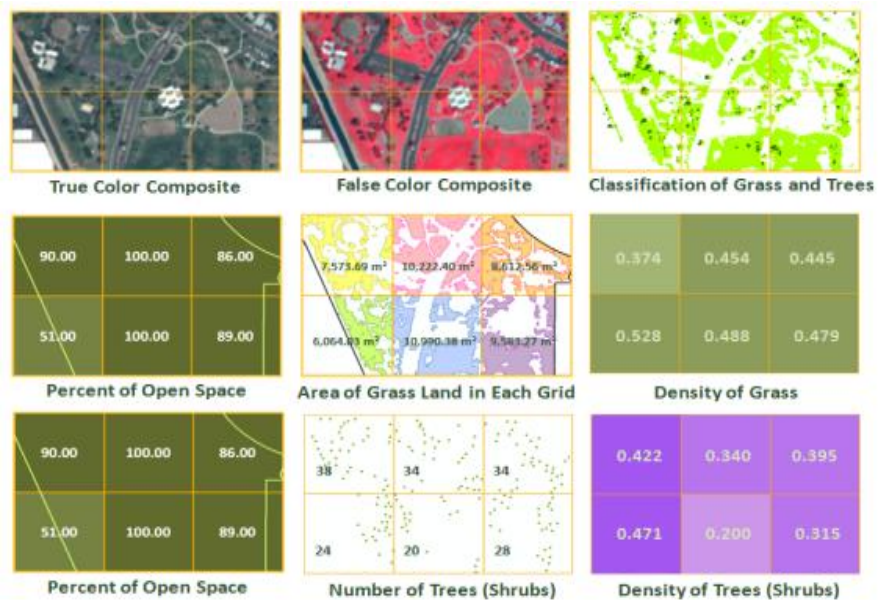 True Color Composite
False Color Composite
Classification of Grass and Trees
90.00 100.00 86.00
51.00 100.00 89.00
Percent of Open Space
7,573.69 m² 10,222.40 m² 8,612.56 m²
6,064.03 m² 10,990.38 m² 9,583.27 m²
Area of Grass Land in Each Grid
0.374 0.454 0.445
0.528 0.488 0.479
Density of Grass
90.00 100.00 86.00
51.00 100.00 89.00
Percent of Open Space
38 34 34
24 20 28
Number of Trees (Shrubs)
0.422 0.340 0.395
0.471 0.200 0.315
Density of Trees (Shrubs)